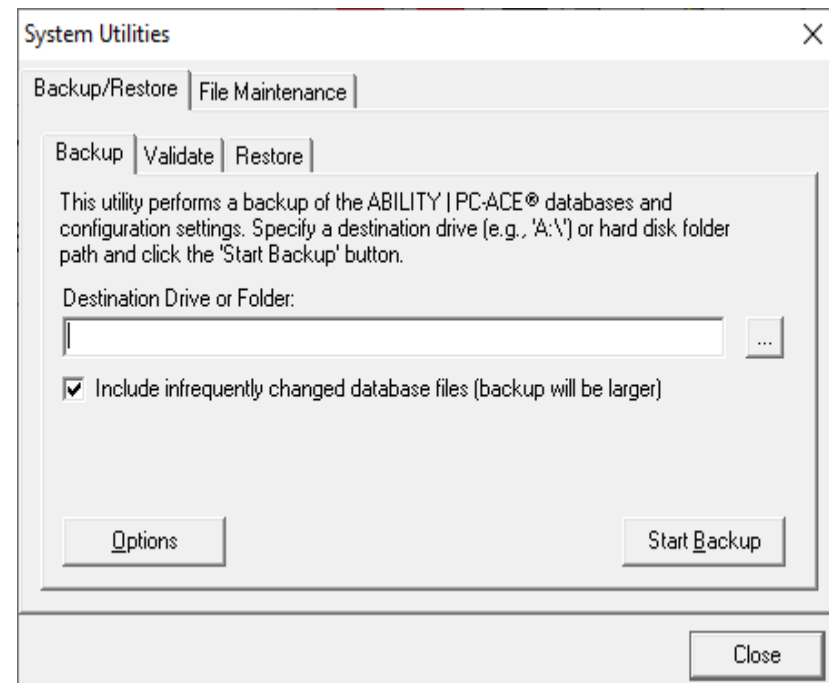 System Utilities
Backup/Restore
File Maintenance
Backup
Validate
Restore
This utility performs a backup of the ABILITY | PC-ACE® databases and
configuration settings. Specify a destination drive (e.g., 'A:\') or hard disk folder
path and click the 'Start Backup' button.
Destination Drive or Folder:
...
Include infrequently changed database files (backup will be larger)
Options
Start Backup
Close